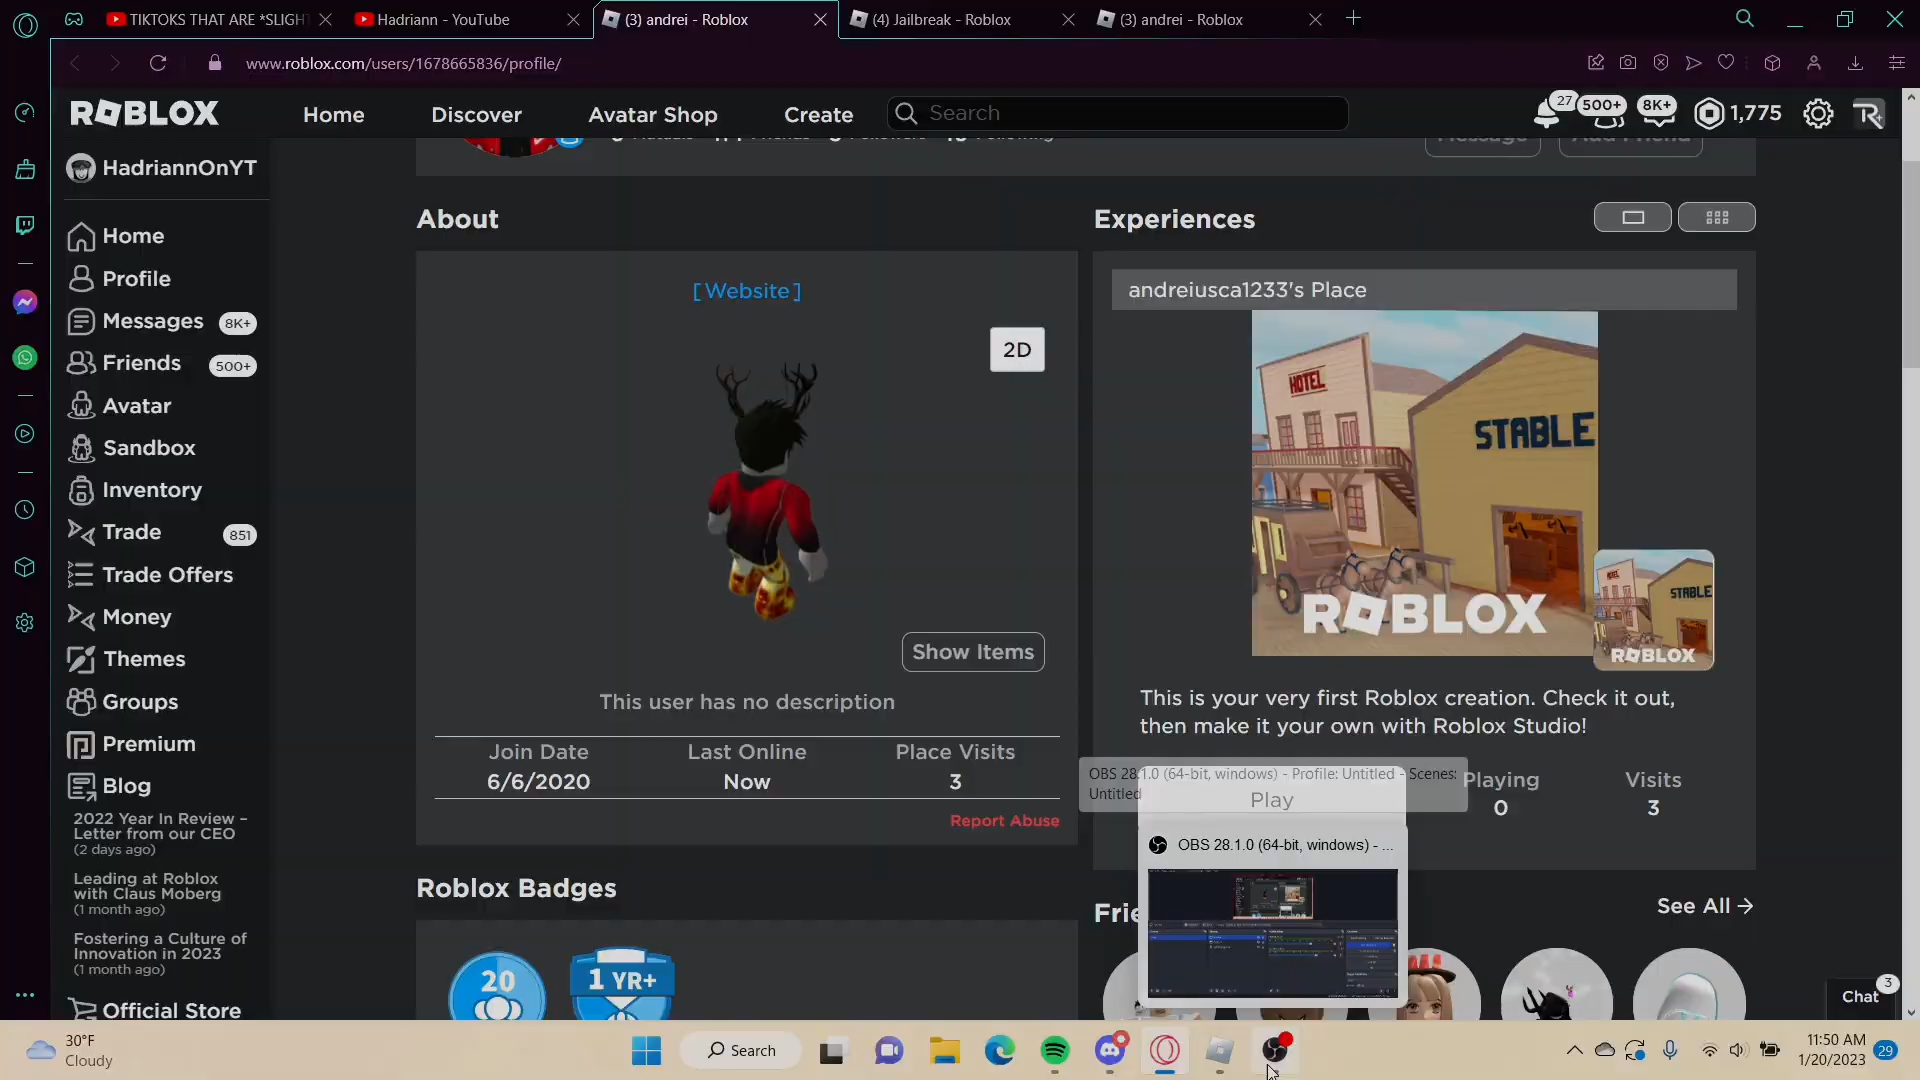 TIKTOKS THAT ARE *SLIGH
Hadriann - YouTube
(3) andrei - Roblox
(4) Jailbreak - Roblox
(3) andrei - Roblox
www.roblox.com/users/1678665836/profile/
ROBLOX
Home
Discover
Avatar Shop
Create
Search
27
500+
8K+
1,775
HadriannOnYT
Home
Profile
Messages
8K+
Friends
500+
Avatar
Sandbox
Inventory
Trade
851
Trade Offers
Money
Themes
Groups
Premium
Blog
2022 Year In Review –
Letter from our CEO
(2 days ago)
Leading at Roblox
with Claus Moberg
(1 month ago)
Fostering a Culture of
Innovation in 2023
(1 month ago)
Official Store
Message
Add Friend
About
[Website]
2D
Show Items
This user has no description
Join Date
Last Online
Place Visits
6/6/2020
Now
3
Report Abuse
Roblox Badges
20
1 YR+
Experiences
andreiusca1233's Place
HOTEL
STABLE
ROBLOX
HOTEL
STABLE
ROBLOX
This is your very first Roblox creation. Check it out,
then make it your own with Roblox Studio!
OBS 28.1.0 (64-bit, windows) - Profile: Untitled - Scenes:
Untitled
Play
Playing
Visits
0
3
OBS 28.1.0 (64-bit, windows) - ...
See All →
Chat
3
30°F
Cloudy
Search
11:50 AM
1/20/2023
29